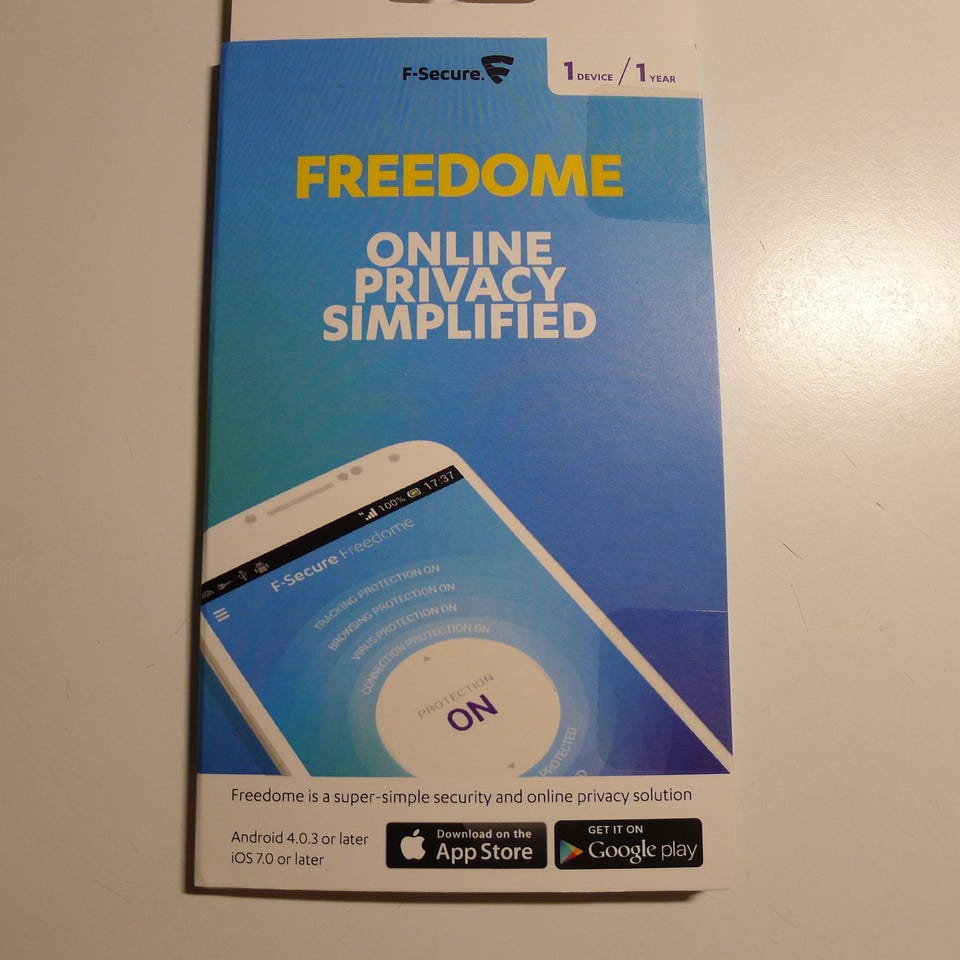 F-Secure.
1 DEVICE / 1 YEAR
FREEDOME
ONLINE
PRIVACY
SIMPLIFIED
100% 17:37
F-Secure Freedome
TRACKING PROTECTION ON
BROWSING PROTECTION ON
VIRUS PROTECTION ON
CONNECTION PROTECTION ON
PROTECTION
ON
PROTECTED
Freedome is a super-simple security and online privacy solution
Android 4.0.3 or later
iOS 7.0 or later
Download on the
App Store
GET IT ON
Google play